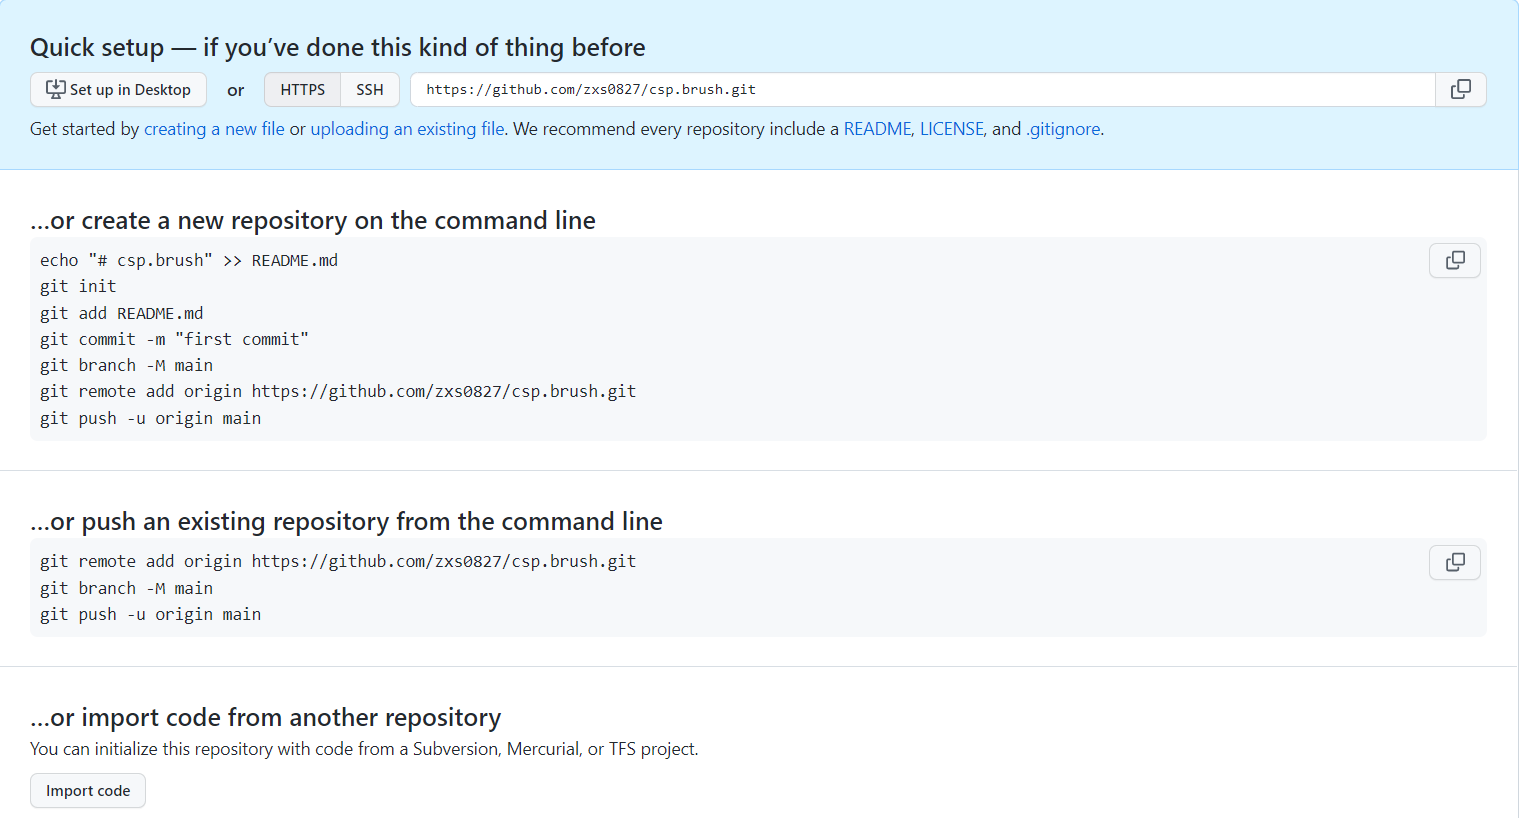 Quick setup — if you’ve done this kind of thing before
Set up in Desktop or HTTPS SSH https://github.com/zxs0827/csp.brush.git
Get started by creating a new file or uploading an existing file. We recommend every repository include a README, LICENSE, and .gitignore.
…or create a new repository on the command line
echo "# csp.brush" >> README.md
git init
git add README.md
git commit -m "first commit"
git branch -M main
git remote add origin https://github.com/zxs0827/csp.brush.git
git push -u origin main
…or push an existing repository from the command line
git remote add origin https://github.com/zxs0827/csp.brush.git
git branch -M main
git push -u origin main
…or import code from another repository
You can initialize this repository with code from a Subversion, Mercurial, or TFS project.
Import code